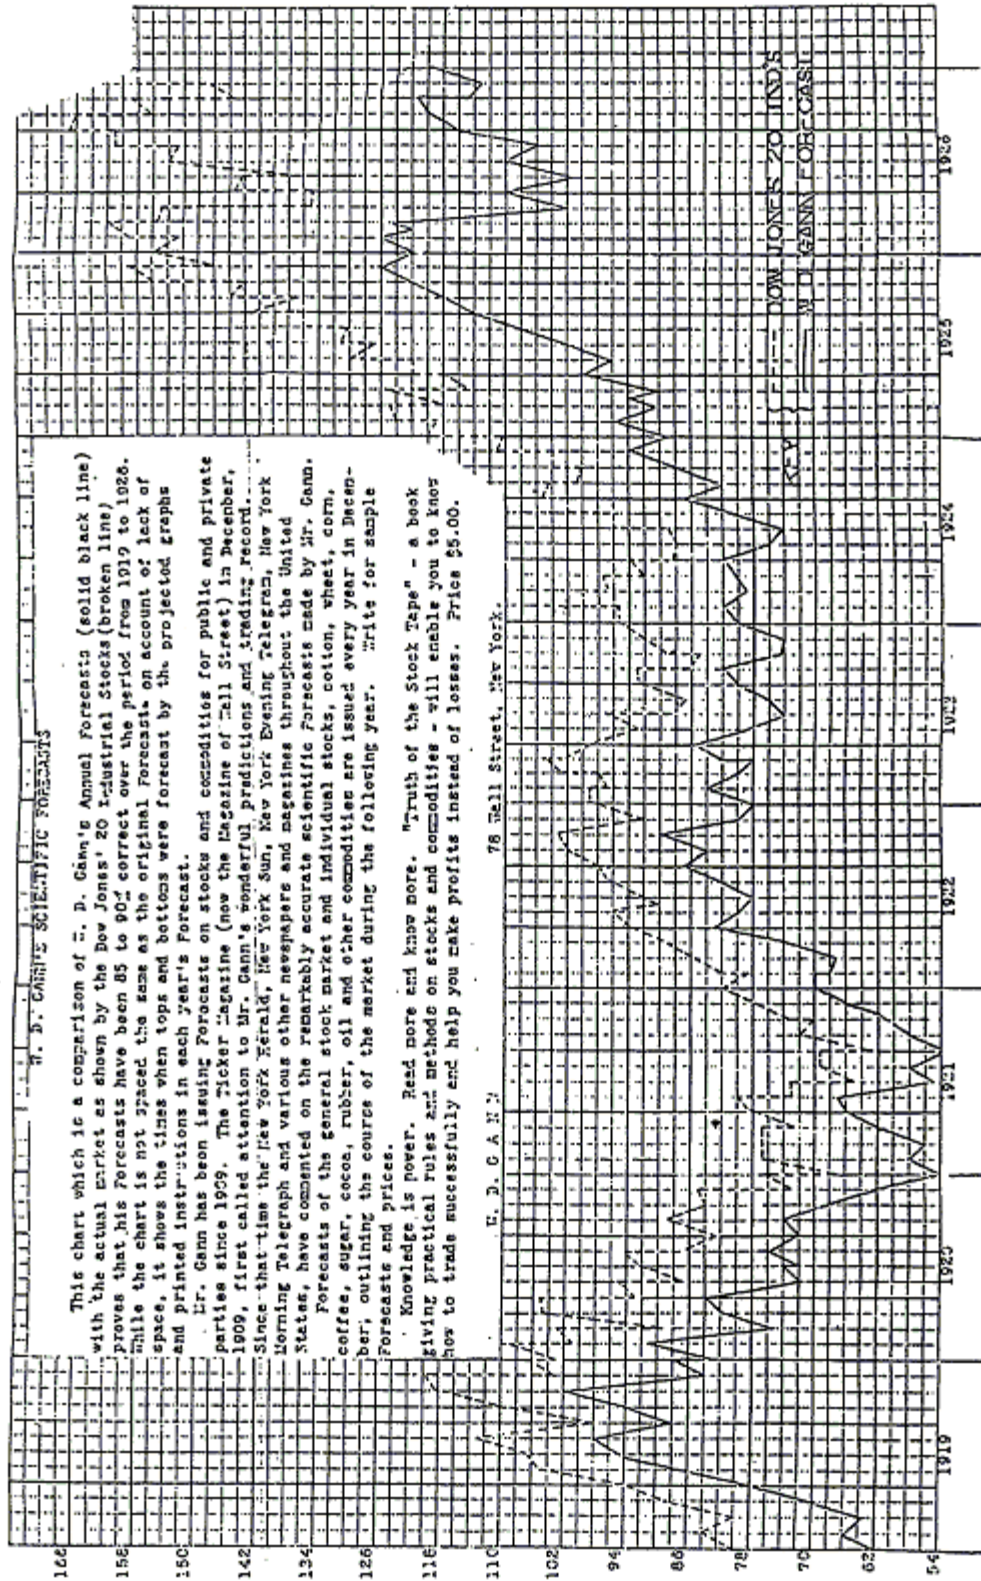 W. D. GANN'S SCIENTIFIC FORECASTS
This chart which is a comparison of W. D. Gann's Annual Forecasts (solid black line)
with the actual market as shown by the Dow Jones' 20 Industrial Stocks (broken line)
proves that his Forecasts have been 85 to 90% correct over the period from 1919 to 1926.
While the chart is not spaced the same as the original Forecasts on account of lack of
space, it shows the times when tops and bottoms were forecast by the projected graphs
and printed instructions in each year's Forecast.
Mr. Gann has been issuing Forecasts on stocks and commodities for public and private
parties since 1909. The Ticker Magazine (now the Magazine of Wall Street) in December,
1909, first called attention to Mr. Gann's wonderful predictions and trading record.
Since that time the New York Herald, New York Sun, New York Evening Telegram, New York
Morning Telegraph and various other newspapers and magazines throughout the United
States, have commented on the remarkably accurate scientific Forecasts made by Mr. Gann.
Forecasts of the general stock market and individual stocks, cotton, wheat, corn,
coffee, sugar, cocoa, rubber, oil and other commodities are issued every year in Decem-
ber, outlining the course of the market during the following year. Write for sample
Forecasts and prices.
Knowledge is power. Read more and know more. "Truth of the Stock Tape" - a book
giving practical rules and methods on stocks and commodities - will enable you to know
how to trade successfully and help you make profits instead of losses. Price $5.00.
W. D. GANN 78 Wall Street, New York.
166
158
150
142
134
126
118
110
102
94
86
78
70
62
54
KEY
DOW JONES 20 IND'S
W D GANN FORECAST
1919 1920 1921 1922 1923 1924 1925 1926